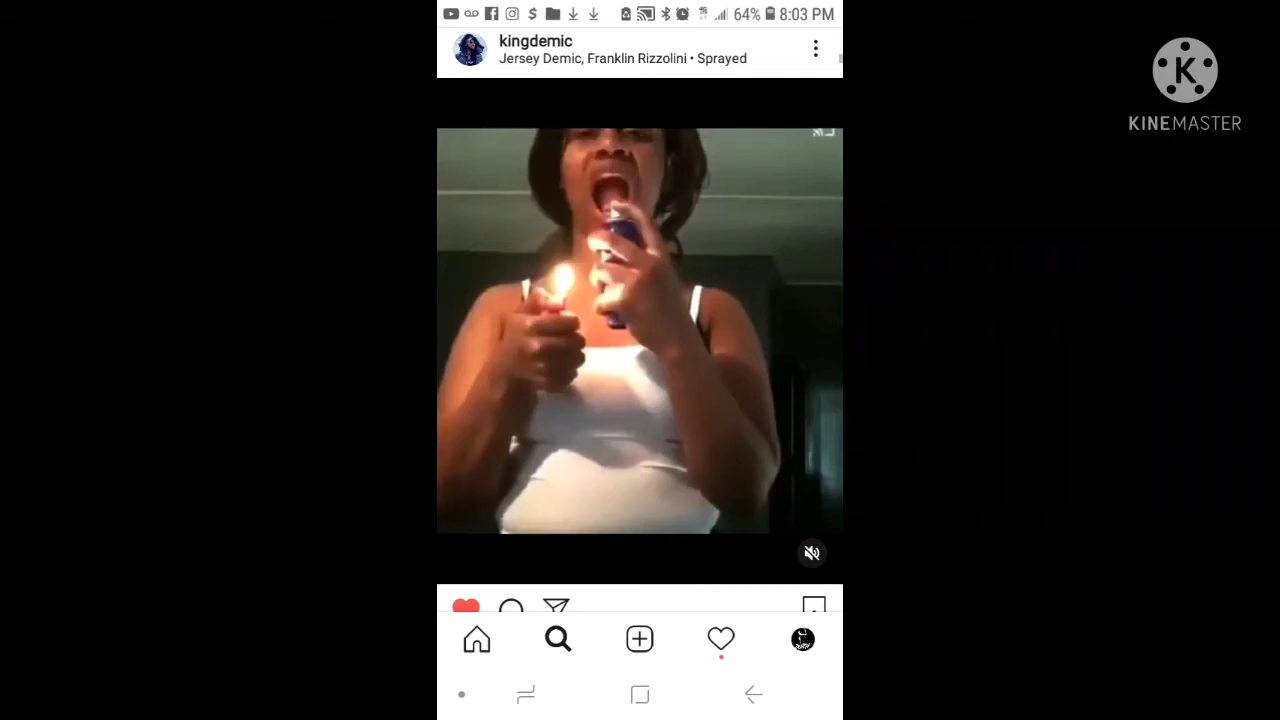 64% 8:03 PM
kingdemic
Jersey Demic, Franklin Rizzolini • Sprayed
K
KINEMASTER